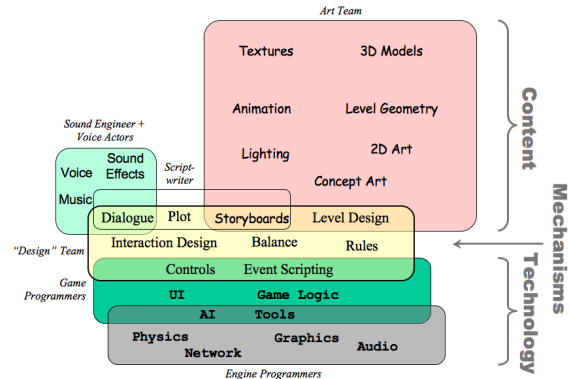 Art Team
Textures 3D Models
Animation Level Geometry
Lighting 2D Art
Concept Art
Sound Engineer +
Voice Actors
Voice Sound
Effects
Music
Script-
writer
Dialogue Plot Storyboards Level Design
"Design" Team
Interaction Design Balance Rules
Controls Event Scripting
Game
Programmers
UI Game Logic
AI Tools
Physics Graphics
Network Audio
Engine Programmers
Content
Mechanisms
Technology